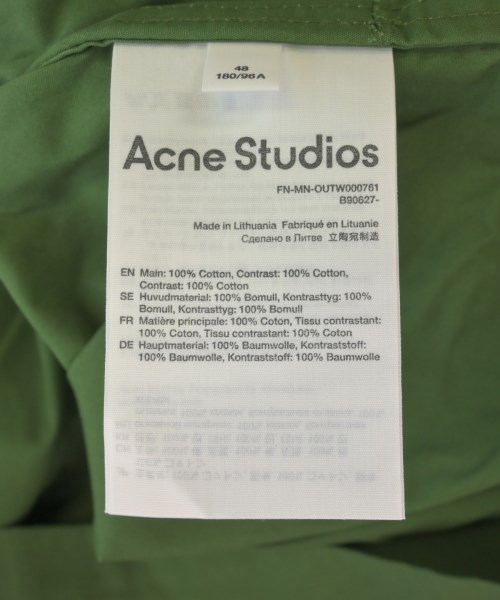 48
180/96A
Acne Studios
FN-MN-OUTW000761
B90627-
Made in Lithuania Fabriqué en Lituanie
Сделано в Литве 立陶宛制造
EN Main: 100% Cotton, Contrast: 100% Cotton,
Contrast: 100% Cotton
SE Huvudmaterial: 100% Bomull, Kontrasttyg: 100%
Bomull, Kontrasttyg: 100% Bomull
FR Matière principale: 100% Coton, Tissu contrastant:
100% Coton, Tissu contrastant: 100% Coton
DE Hauptmaterial: 100% Baumwolle, Kontraststoff:
100% Baumwolle, Kontraststoff: 100% Baumwolle